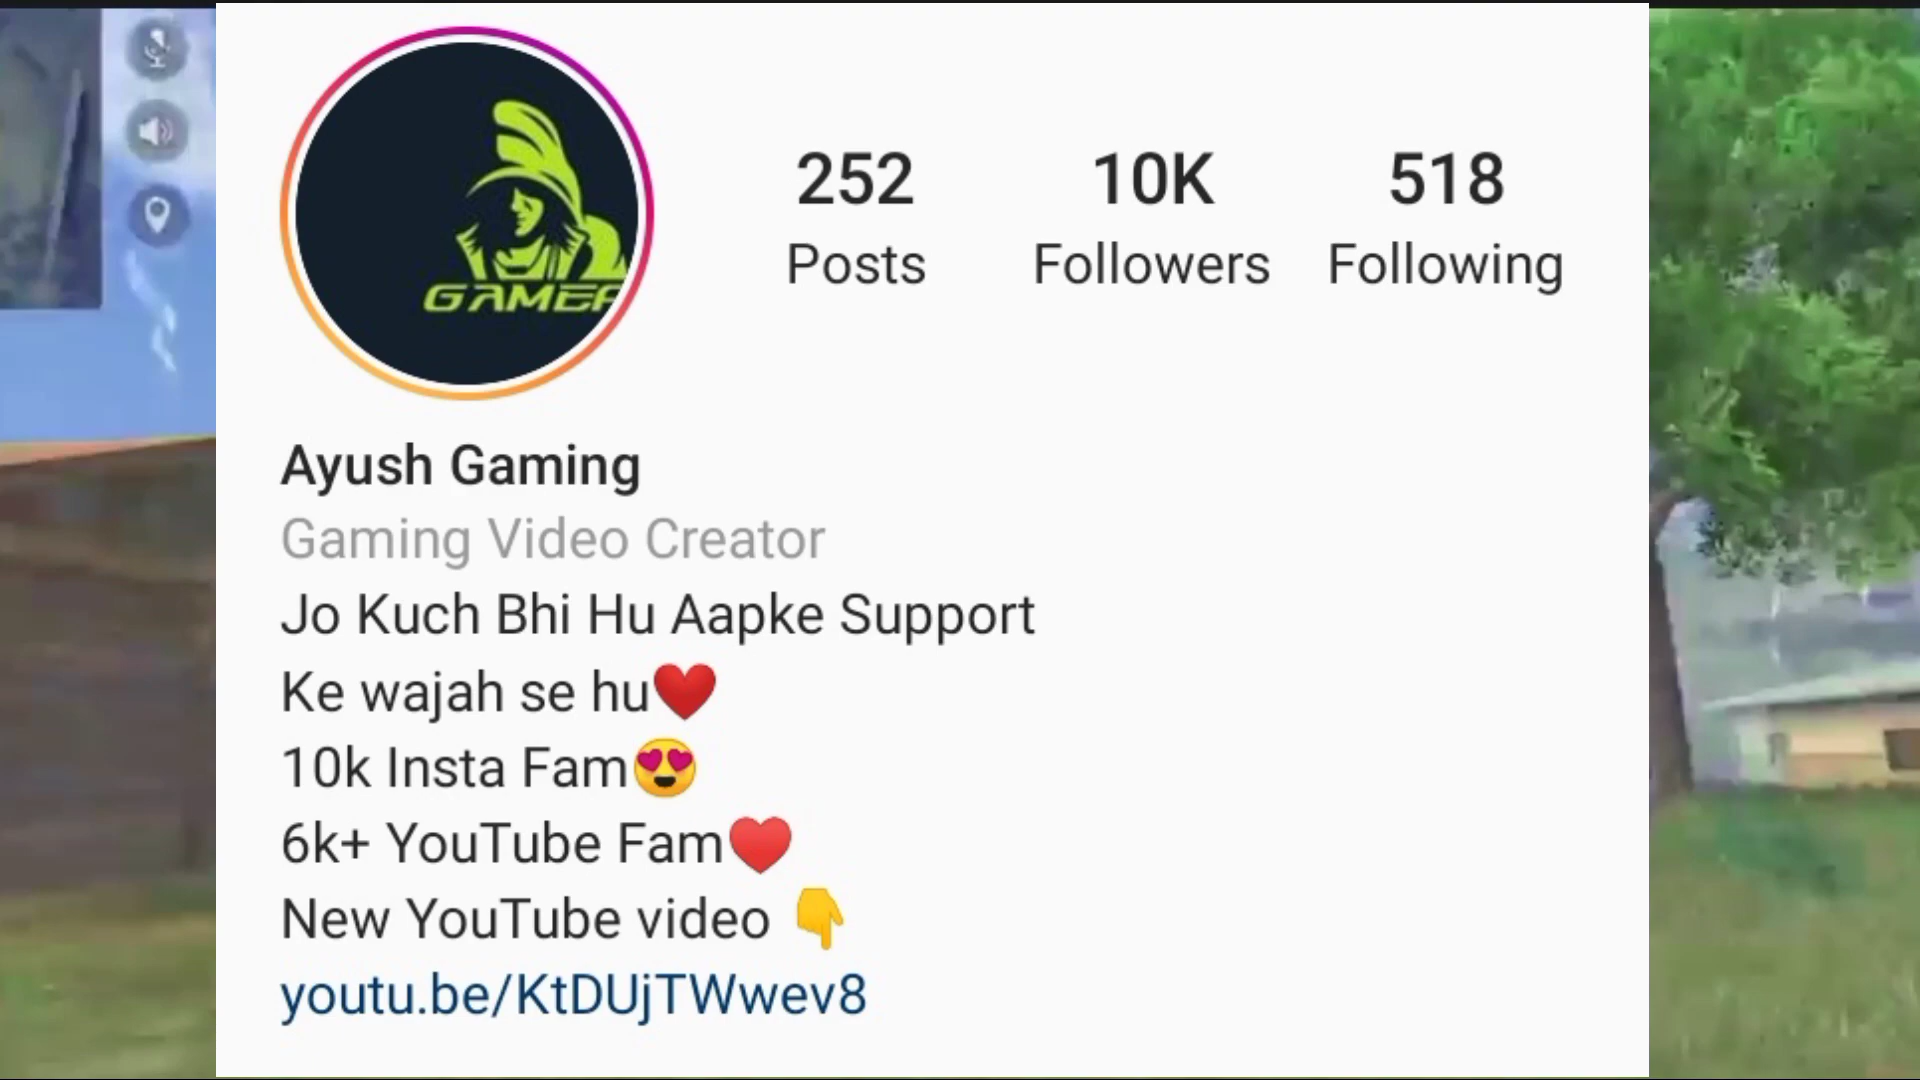 GAMER
252 10K 518
Posts Followers Following
Ayush Gaming
Gaming Video Creator
Jo Kuch Bhi Hu Aapke Support
Ke wajah se hu❤️
10k Insta Fam😍
6k+ YouTube Fam♥️
New YouTube video 👇
youtu.be/KtDUjTWwev8